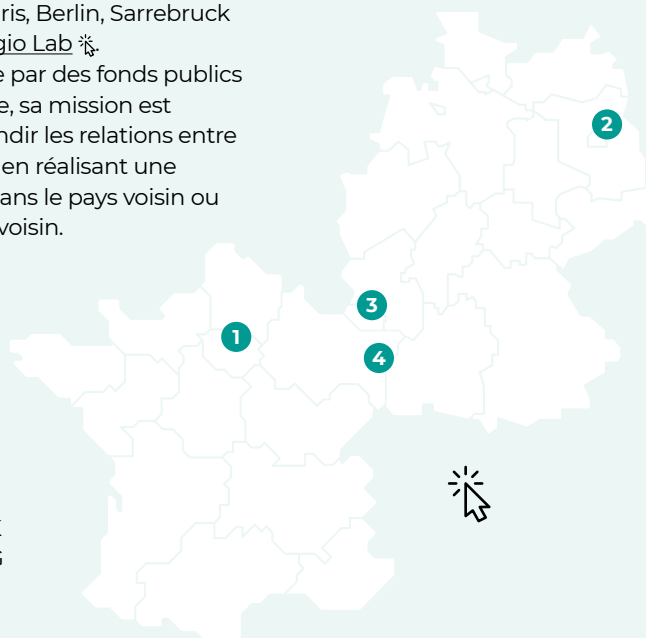 ris, Berlin, Sarrebruck
gio Lab
e par des fonds publics
e, sa mission est
ndir les relations entre
en réalisant une
ans le pays voisin ou
voisin.
2
3
1
4